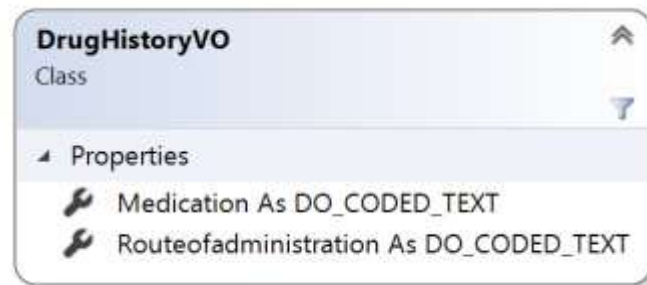 DrugHistoryVO
Class
Properties
Medication As DO_CODED_TEXT
Routeofadministration As DO_CODED_TEXT